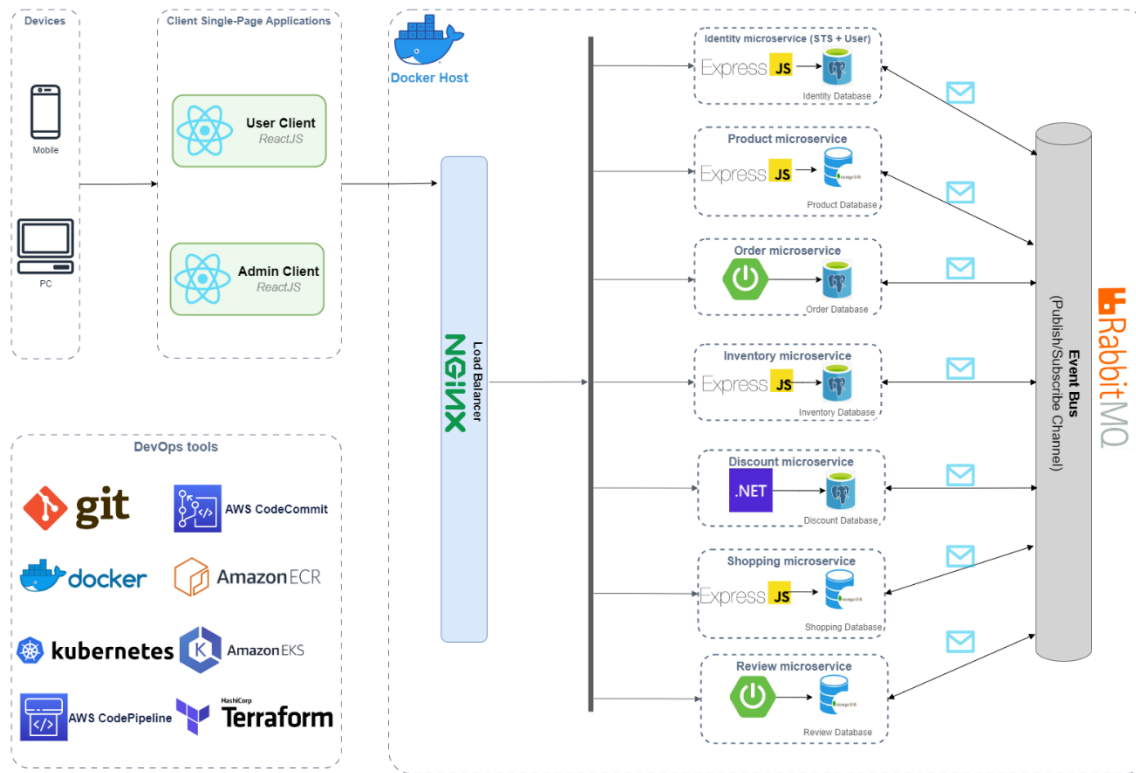 Devices
Mobile
PC
Client Single-Page Applications
User Client
ReactJS
Admin Client
ReactJS
Docker Host
NGINX
Load Balancer
Identity microservice (STS + User)
Express
JS
Identity Database
Product microservice
Express
JS
mongoDB
Product Database
Order microservice
Order Database
Inventory microservice
Express
JS
Inventory Database
Discount microservice
.NET
Discount Database
Shopping microservice
Express
JS
mongoDB
Shopping Database
Review microservice
mongoDB
Review Database
Event Bus
(Publish/Subscribe Channel)
RabbitMQ
DevOps tools
git
AWS CodeCommit
docker
Amazon ECR
kubernetes
Amazon EKS
AWS CodePipeline
HashiCorp
Terraform